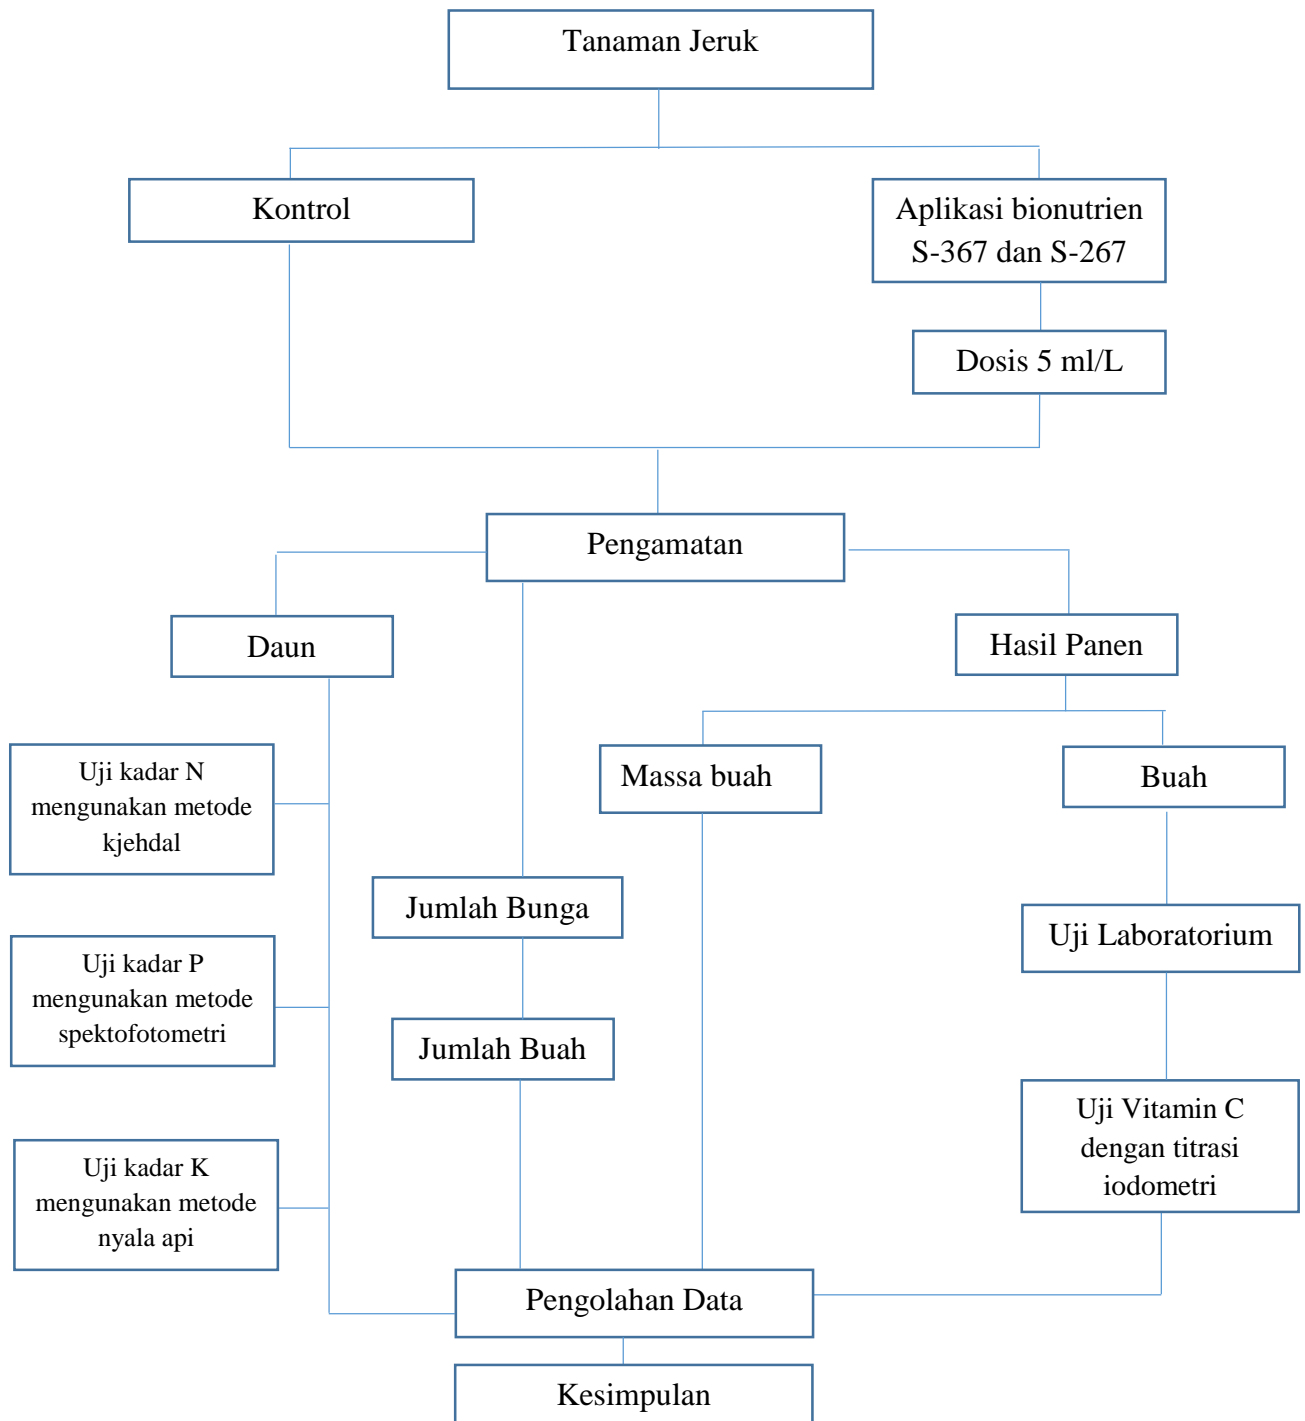 Tanaman Jeruk
Kontrol
Aplikasi bionutrien
S-367 dan S-267
Dosis 5 ml/L
Pengamatan
Daun
Hasil Panen
Uji kadar N
mengunakan metode
kjehdal
Massa buah
Buah
Jumlah Bunga
Uji Laboratorium
Uji kadar P
mengunakan metode
spektofotometri
Jumlah Buah
Uji Vitamin C
dengan titrasi
iodometri
Uji kadar K
mengunakan metode
nyala api
Pengolahan Data
Kesimpulan